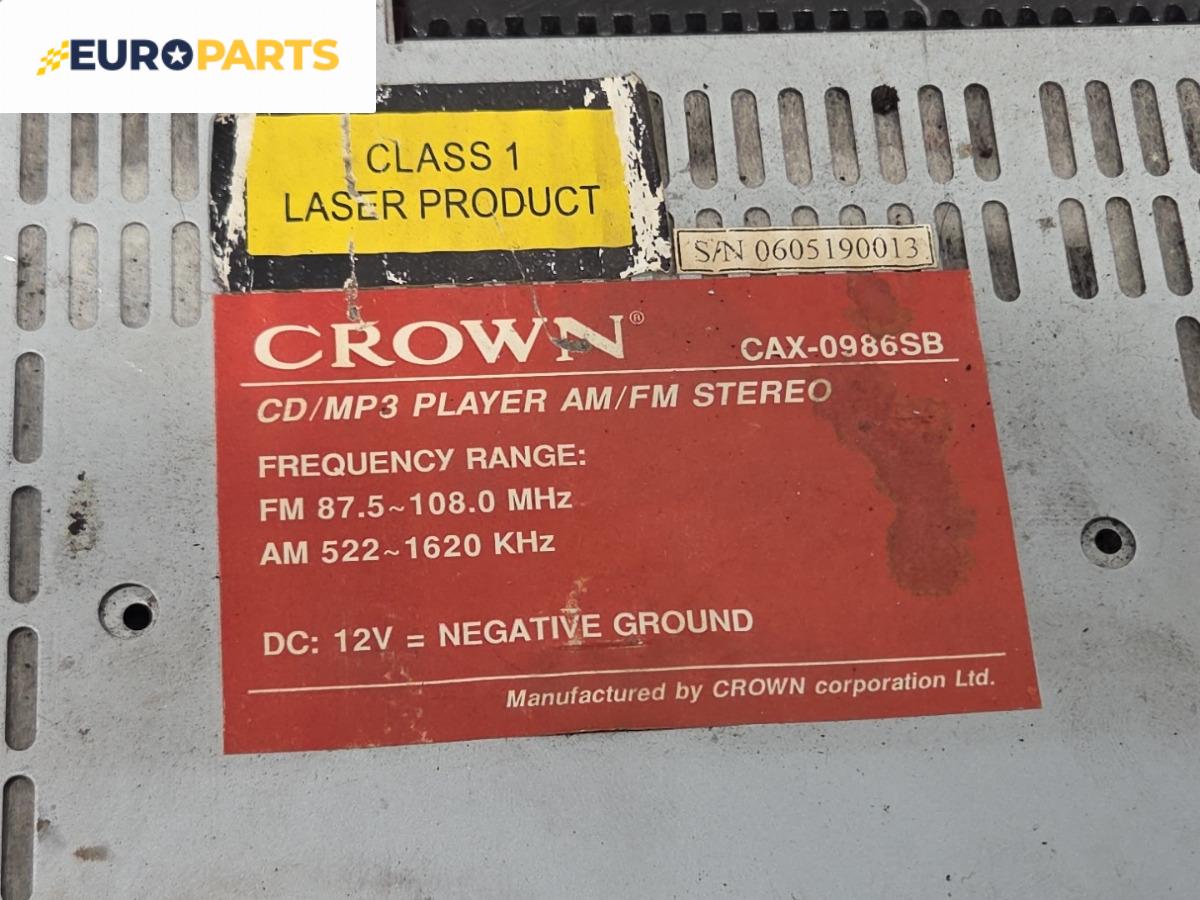 EUROPARTS
CLASS 1
LASER PRODUCT
S/N 0605190013
CROWN®
CAX-0986SB
CD/MP3 PLAYER AM/FM STEREO
FREQUENCY RANGE:
FM 87.5~108.0 MHz
AM 522~1620 KHz
DC: 12V = NEGATIVE GROUND
Manufactured by CROWN corporation Ltd.